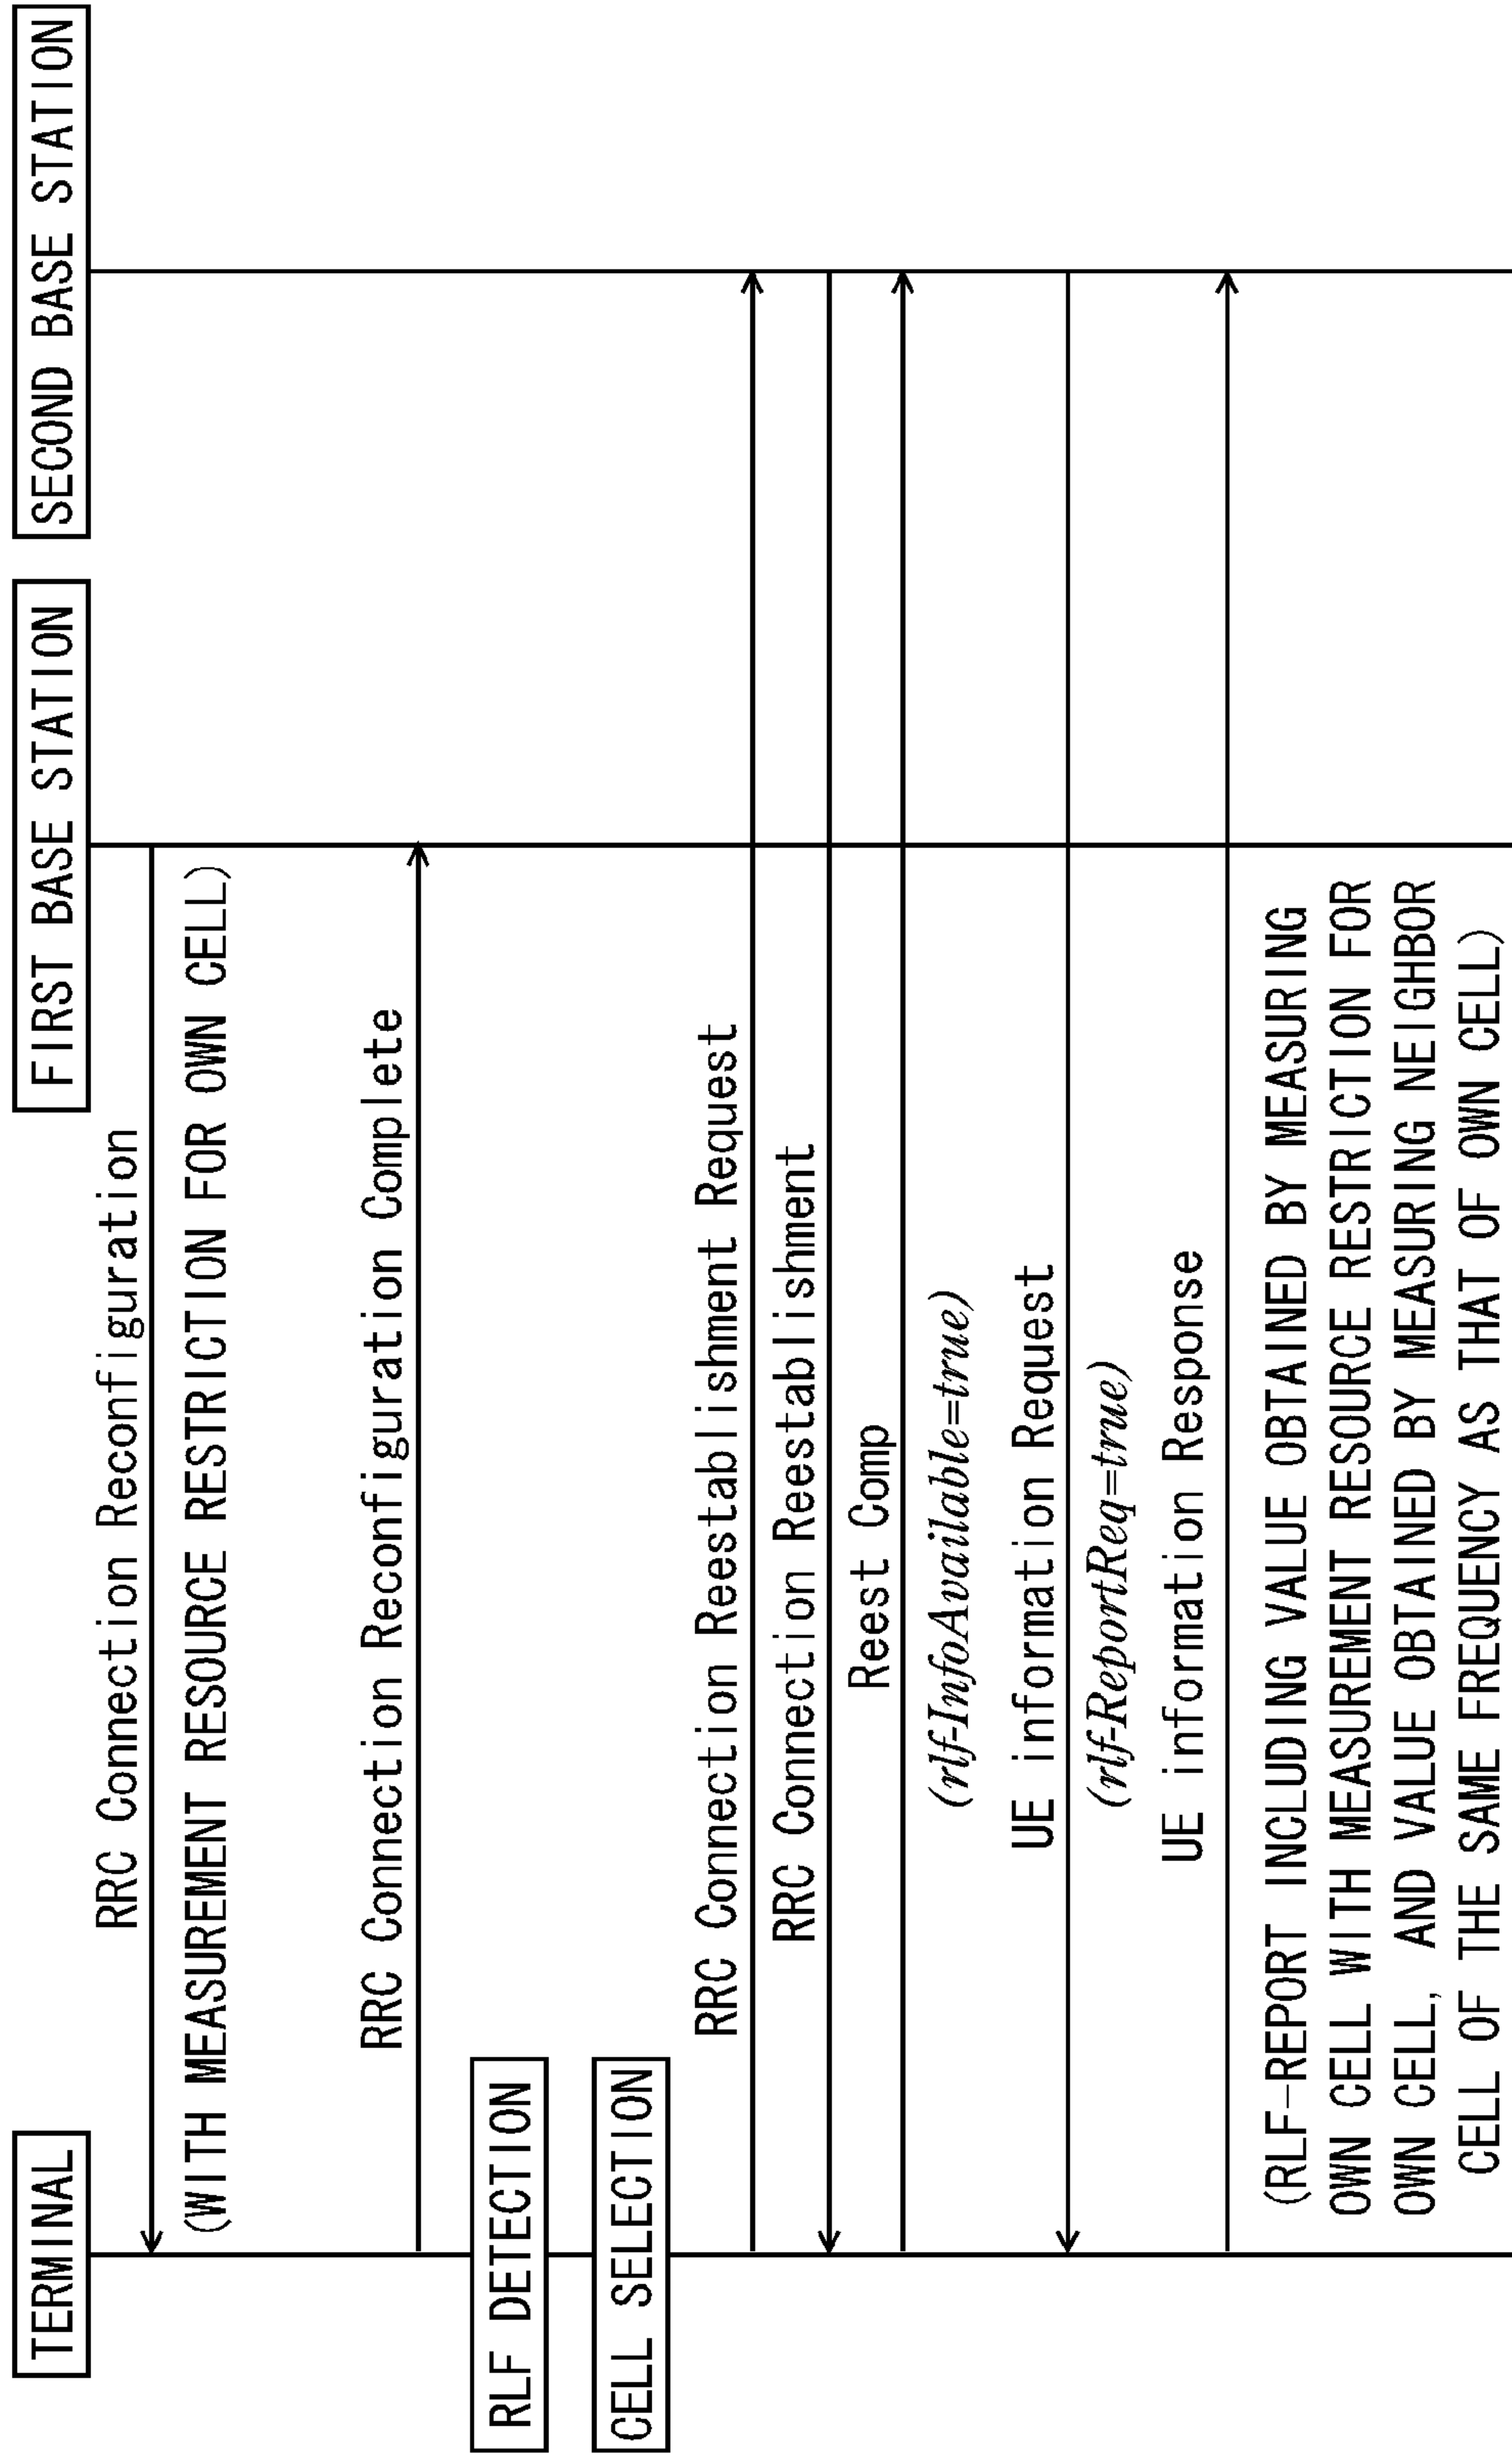 TERMINAL
FIRST BASE STATION
SECOND BASE STATION
RRC Connection Reconfiguration
(WITH MEASUREMENT RESOURCE RESTRICTION FOR OWN CELL)
RRC Connection Reconfiguration Complete
RLF DETECTION
CELL SELECTION
RRC Connection Reestablishment Request
RRC Connection Reestablishment
Reest Comp
(rlf-InfoAvailable=true)
UE information Request
(rlf-ReportReq=true)
UE information Response
(RLF-REPORT INCLUDING VALUE OBTAINED BY MEASURING
OWN CELL WITH MEASUREMENT RESOURCE RESTRICTION FOR
OWN CELL, AND VALUE OBTAINED BY MEASURING NEIGHBOR
CELL OF THE SAME FREQUENCY AS THAT OF OWN CELL)